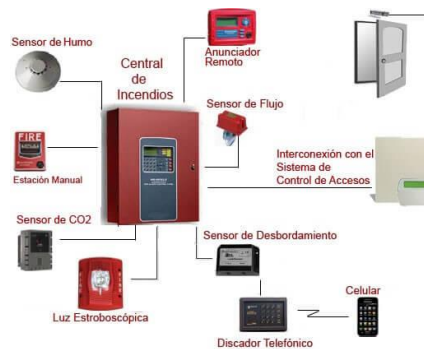 Sensor de Humo
Central
de
Incendios
Anunciador
Remoto
Sensor de Flujo
FIRE
Estación Manual
Interconexión con el
Sistema de
Control de Accesos
Sensor de CO2
Sensor de Desbordamiento
Luz Estroboscópica
Celular
Discador Telefónico